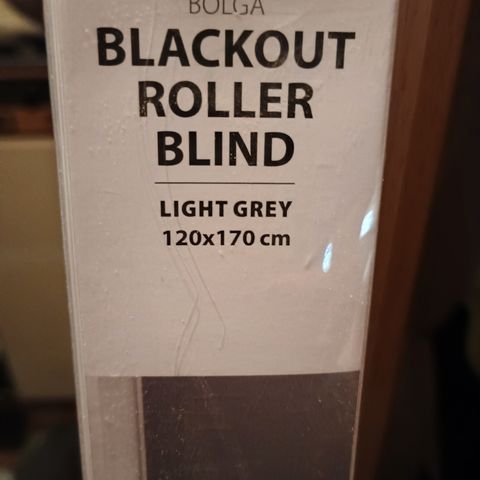 BOLGA
BLACKOUT
ROLLER
BLIND
LIGHT GREY
120x170 cm